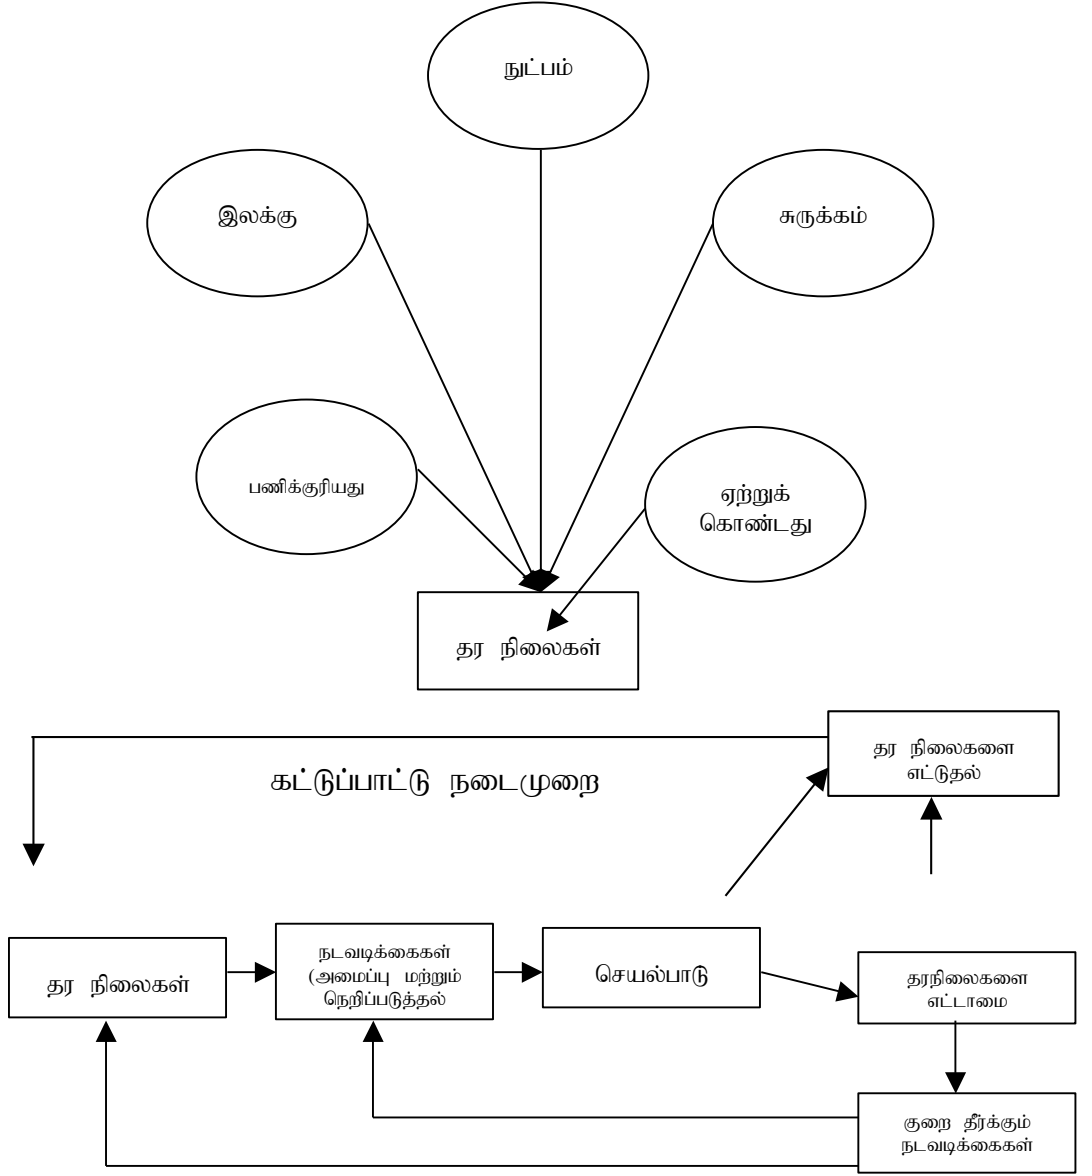 நுட்பம்
இலக்கு
சுருக்கம்
பணிக்குரியது
ஏற்றுக்
கொண்டது
தர நிலைகள்
தர நிலைகளை
எட்டுதல்
கட்டுப்பாட்டு நடைமுறை
தர நிலைகள்
நடவடிக்கைகள்
(அமைப்பு மற்றும்
நெறிப்படுத்தல்
செயல்பாடு
தரநிலைகளை
எட்டாமை
குறை தீர்க்கும்
நடவடிக்கைகள்